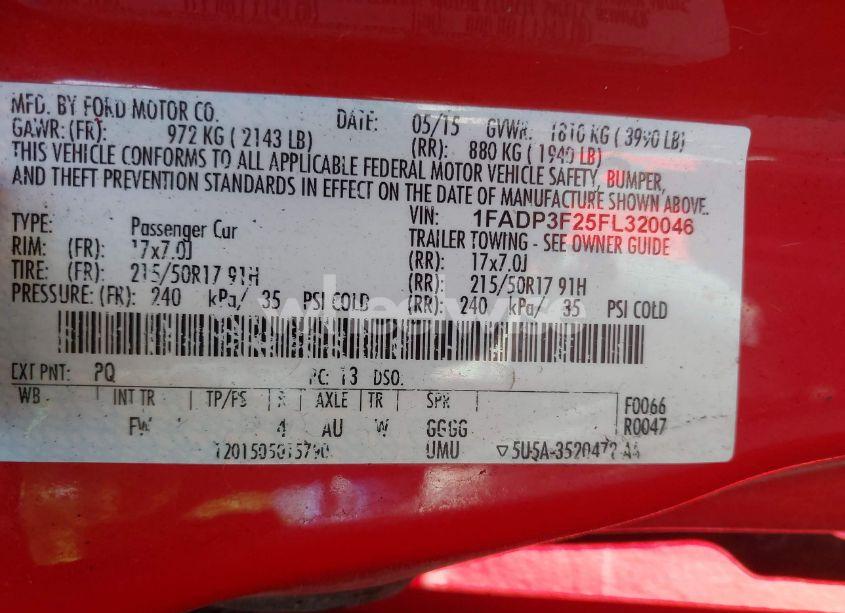 MFD. BY FORD MOTOR CO. DATE: 05/15 GVWR: 1810 KG ( 3990 LB)
GAWR: (FR): 972 KG ( 2143 LB) (RR): 880 KG ( 1940 LB)
THIS VEHICLE CONFORMS TO ALL APPLICABLE FEDERAL MOTOR VEHICLE SAFETY, BUMPER,
AND THEFT PREVENTION STANDARDS IN EFFECT ON THE DATE OF MANUFACTURE SHOWN ABOVE.
VIN: 1FADP3F25FL320046
TYPE: Passenger Car TRAILER TOWING - SEE OWNER GUIDE
RIM: (FR): 17x7.0J (RR): 17x7.0J
TIRE: (FR): 215/50R17 91H (RR): 215/50R17 91H
PRESSURE: (FR): 240 kPa/ 35 PSI COLD (RR): 240 kPa/ 35 PSI COLD
EXT PNT: PQ RC: 13 DSO:
WB INT TR TP/PS R AXLE TR SPR F0066
FW 4 AU W GGGG R0047
UMU